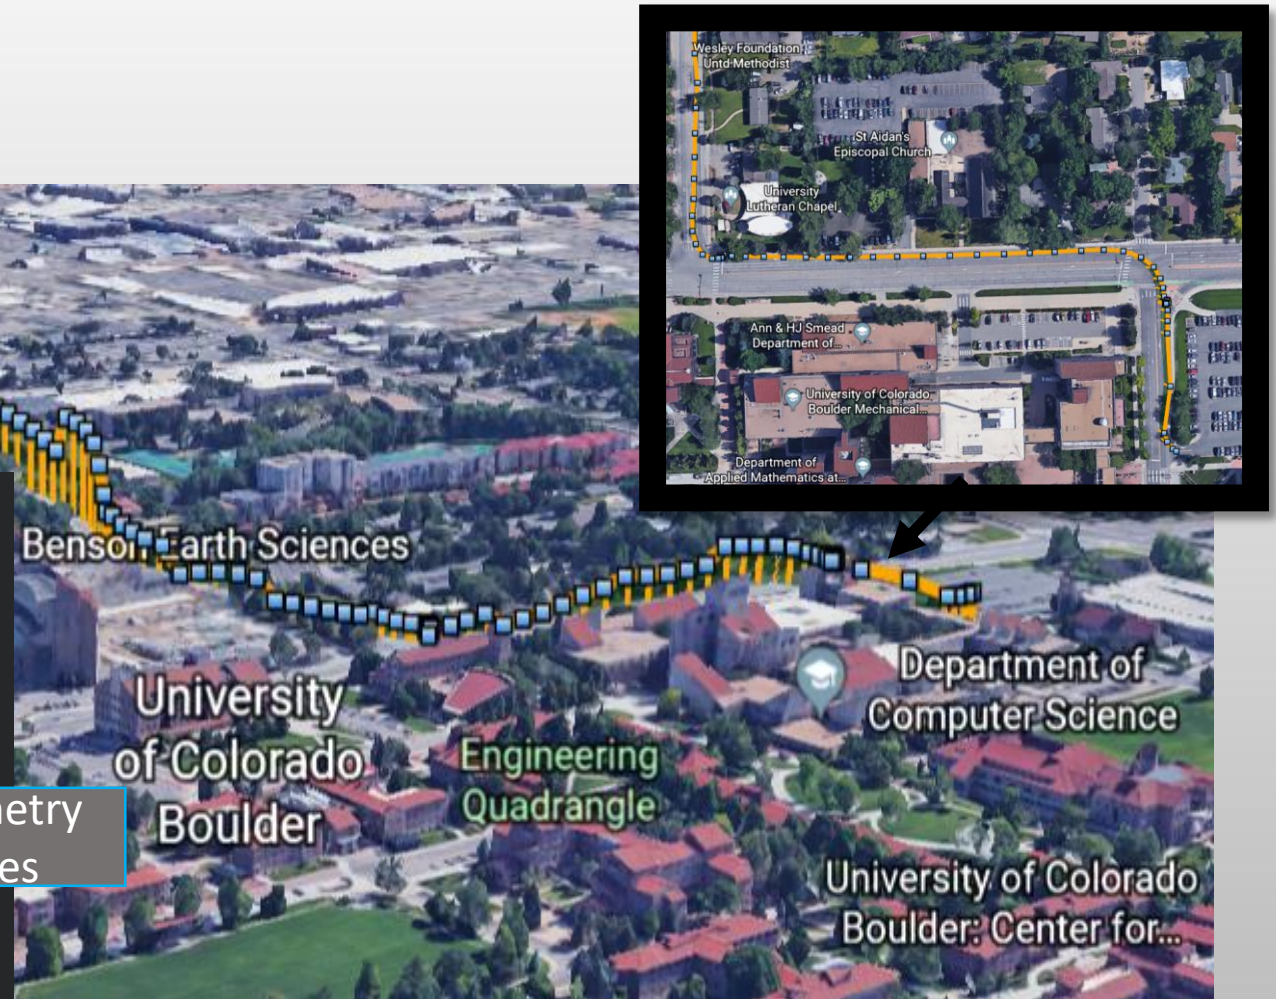 Wesley Foundation
Untd Methodist
St Aidan's
Episcopal Church
University
Lutheran Chapel
Ann & HJ Smead
Department of...
University of Colorado
Boulder Mechanical...
Department of
Applied Mathematics at...
Benson Earth Sciences
University
of Colorado
Boulder
Engineering
Quadrangle
Department of
Computer Science
University of Colorado
Boulder: Center for...